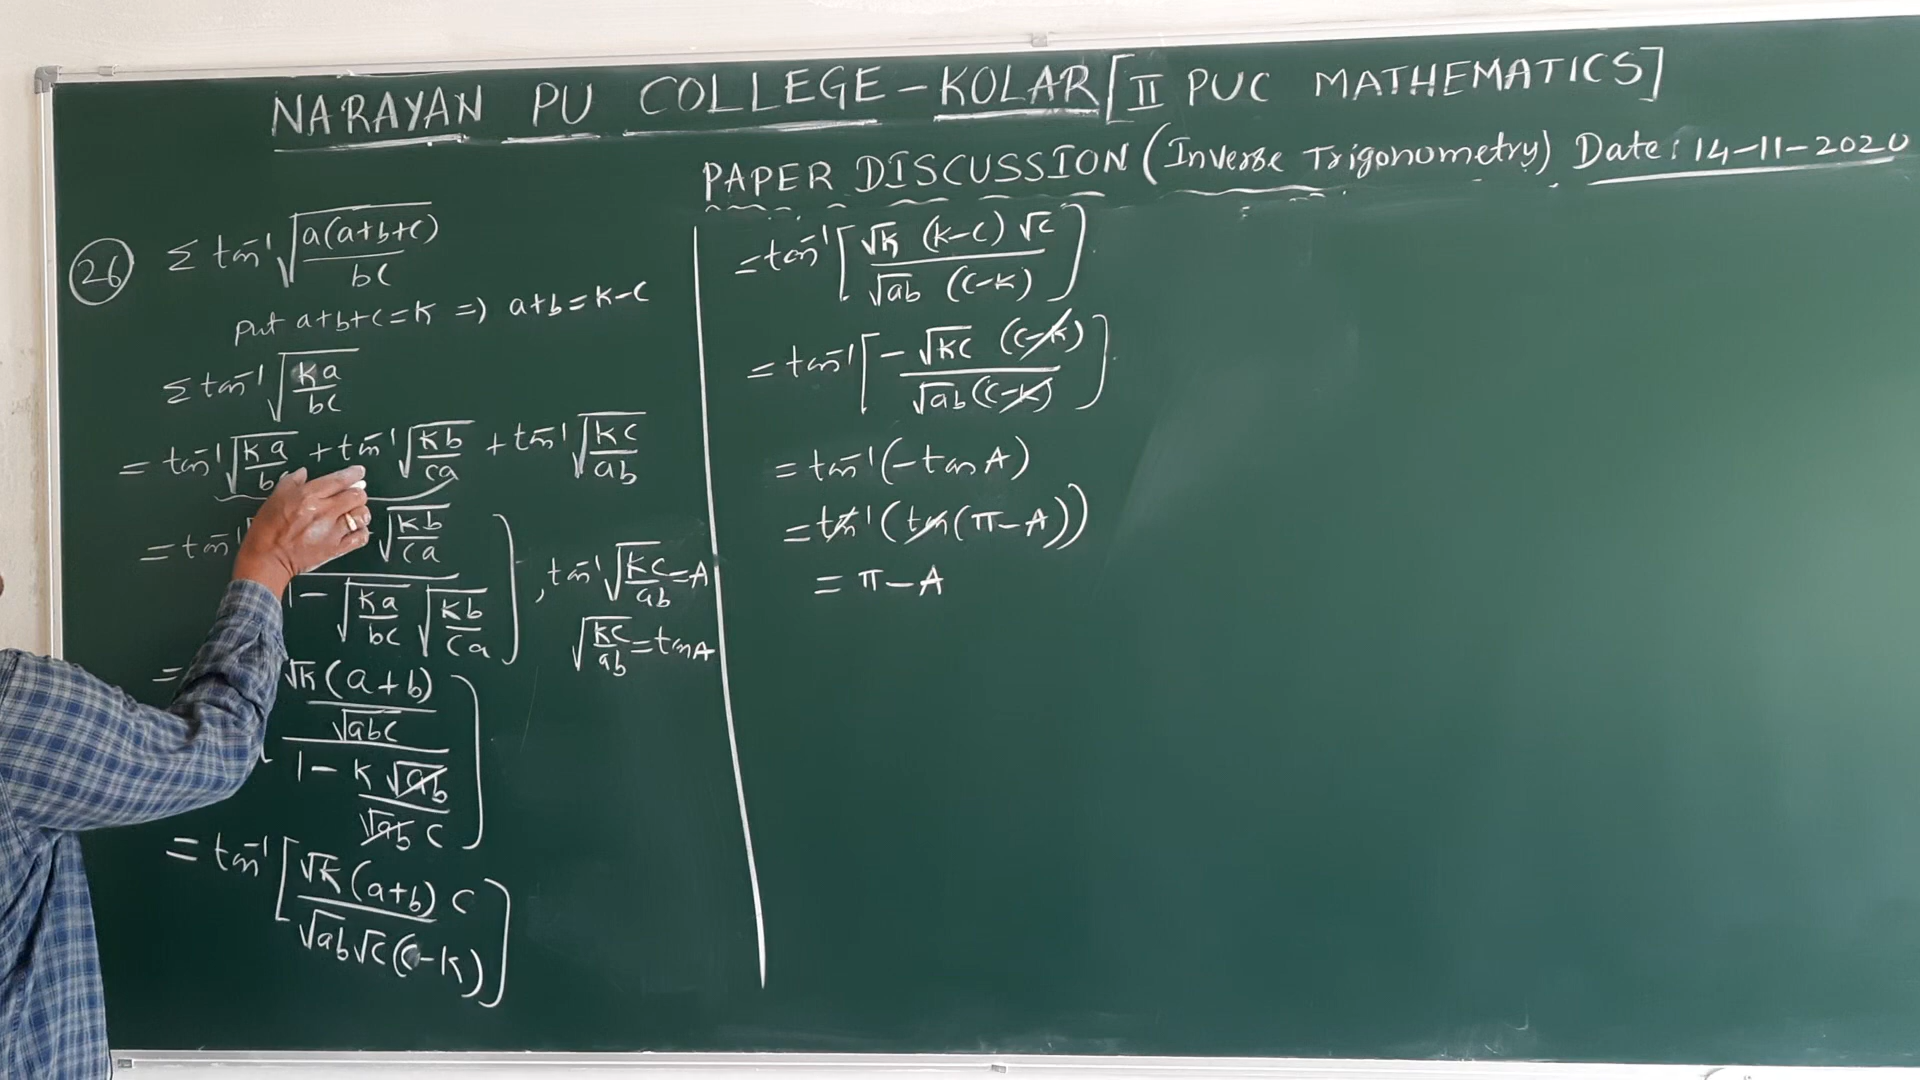 NARAYAN PU COLLEGE – KOLAR [II PUC MATHEMATICS]
PAPER DISCUSSION (Inverse Trigonometry) Date: 14-11-2020
(26) Σ tan⁻¹ √(a(a+b+c)/bc)
Put a+b+c=K ⇒ a+b=K-c
Σ tan⁻¹ √(Ka/bc)
= tan⁻¹ √(Ka/b + tan⁻¹ √(Kb/ca) + tan⁻¹ √(Kc/ab)
= tan⁻¹ √(Kb/ca)
1 - √(Ka/bc) √(Kb/ca) ] , tan⁻¹ √(Kc/ab) = A
√(Kc/ab) = tan A
= √K (a+b)
√abc
1 - K √ab
√ab c ]
= tan⁻¹ [ √K (a+b) c / √ab √c (c-K) ]
= tan⁻¹ [ √K (K-c) √c / √ab (c-K) ]
= tan⁻¹ [ - √Kc (c-K) / √ab (c-K) ]
= tan⁻¹ (-tan A)
= tan⁻¹ (tan (π-A))
= π - A